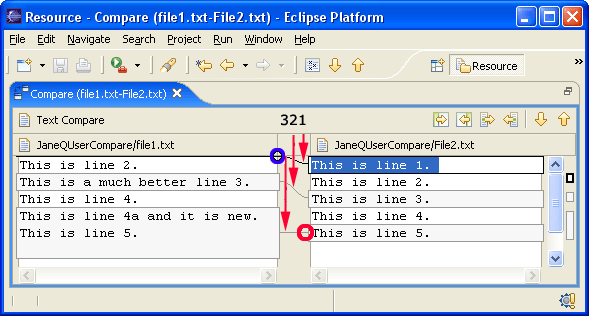 Resource - Compare (file1.txt-File2.txt) - Eclipse Platform
File Edit Navigate Search Project Run Window Help
Resource
Compare (file1.txt-File2.txt)
Text Compare
321
JaneQUserCompare/file1.txt
JaneQUserCompare/File2.txt
This is line 2.
This is a much better line 3.
This is line 4.
This is line 4a and it is new.
This is line 5.
This is line 1.
This is line 2.
This is line 3.
This is line 4.
This is line 5.